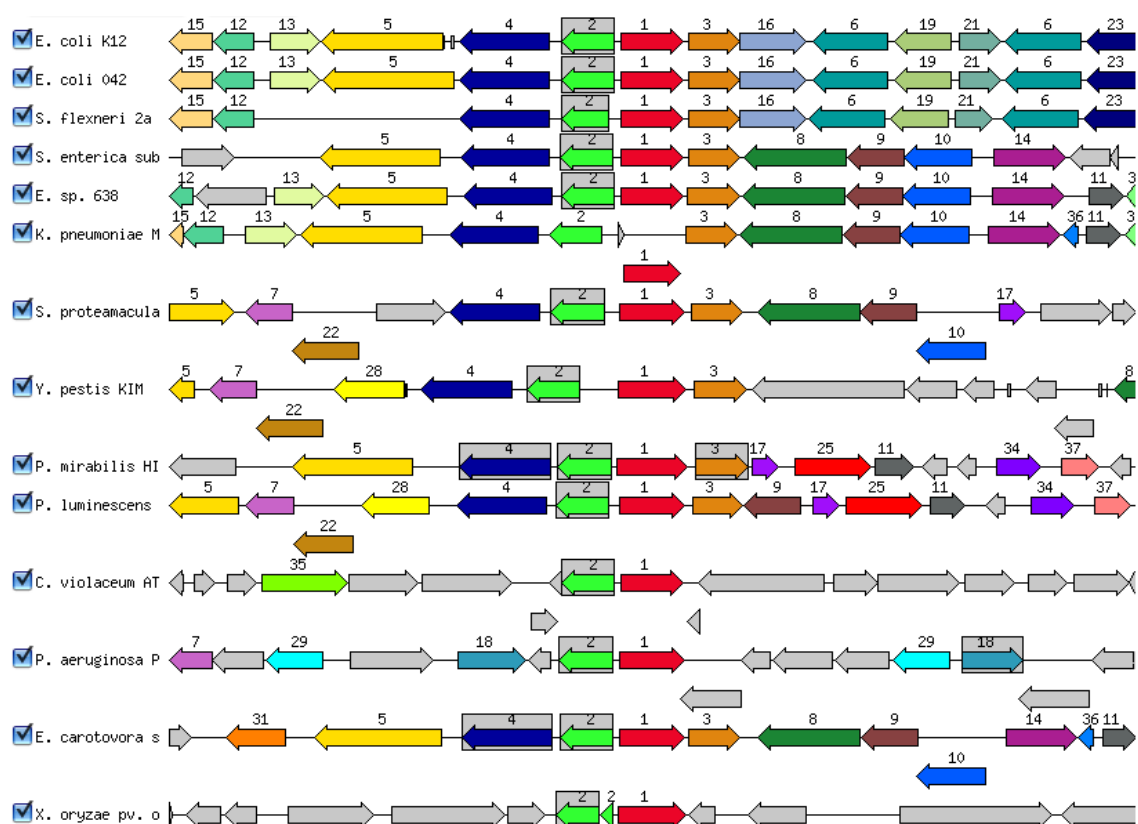 15 12 13 5 4 2 1 3 16 6 19 21 6 23
E. coli K12
15 12 13 5 4 2 1 3 16 6 19 21 6 23
E. coli 042
15 12 4 2 1 3 16 6 19 21 6 23
S. flexneri 2a
5 4 2 1 3 8 9 10 14
S. enterica sub
12 13 5 4 2 1 3 8 9 10 14 11 3
E. sp. 638
15 12 13 5 4 2 3 8 9 10 14 36 11 3
K. pneumoniae M
1
5 7 4 2 1 3 8 9 17
S. proteamacula
22 10
5 7 28 4 2 1 3 8
Y. pestis KIM
22
5 4 2 1 3 17 25 11 34 37
P. mirabilis HI
5 7 28 4 2 1 3 9 17 25 11 34 37
P. luminescens
22
35 2 1
C. violaceum AT
7 29 18 2 1 29 18
P. aeruginosa P
31 5 4 2 1 3 8 9 14 36 11
E. carotovora s
10
2 2 1
X. oryzae pv. o